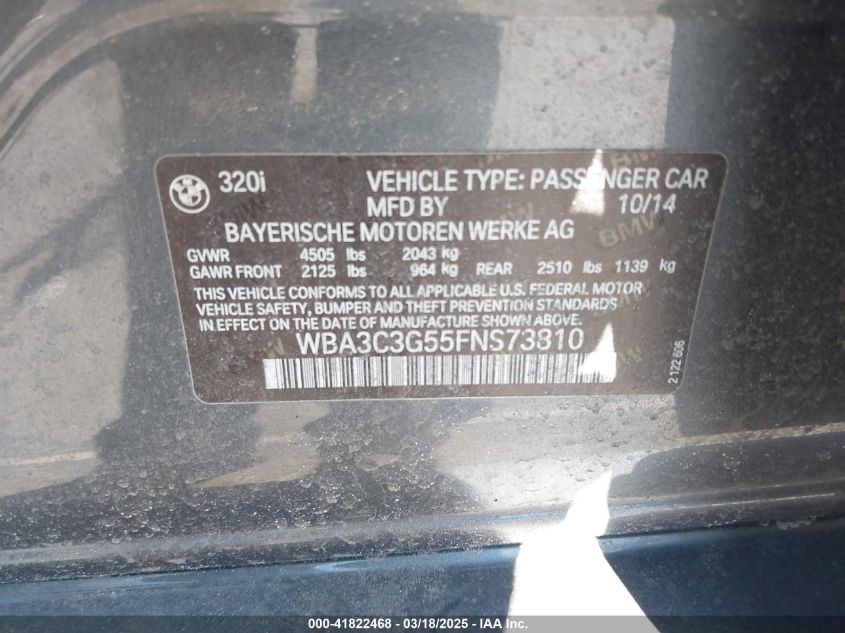 320i
VEHICLE TYPE: PASSENGER CAR
MFD BY 10/14
BAYERISCHE MOTOREN WERKE AG
GVWR 4505 lbs 2043 kg
GAWR FRONT 2125 lbs 964 kg REAR 2510 lbs 1139 kg
THIS VEHICLE CONFORMS TO ALL APPLICABLE U.S. FEDERAL MOTOR
VEHICLE SAFETY, BUMPER AND THEFT PREVENTION STANDARDS
IN EFFECT ON THE DATE OF MANUFACTURE SHOWN ABOVE.
WBA3C3G55FNS73810
2 122 606
000-41822468 - 03/18/2025 - IAA Inc.